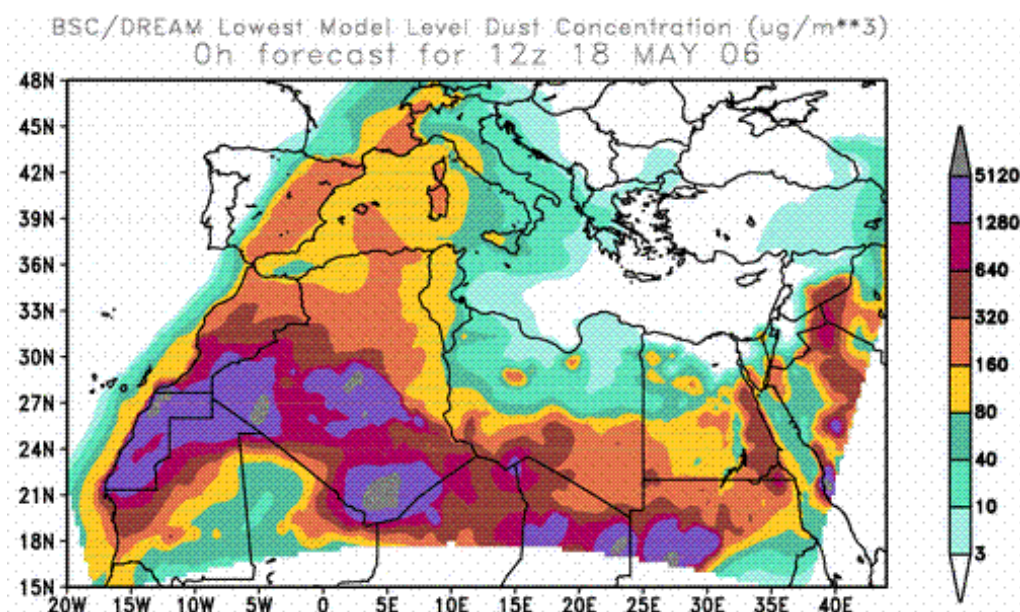 BSC/DREAM Lowest Model Level Dust Concentration (ug/m**3)
0h forecast for 12z 18 MAY 06
48N
45N
42N
39N
36N
33N
30N
27N
24N
21N
18N
15N
20W 15W 10W 5W 0 5E 10E 15E 20E 25E 30E 35E 40E
5120
1280
640
320
160
80
40
10
3